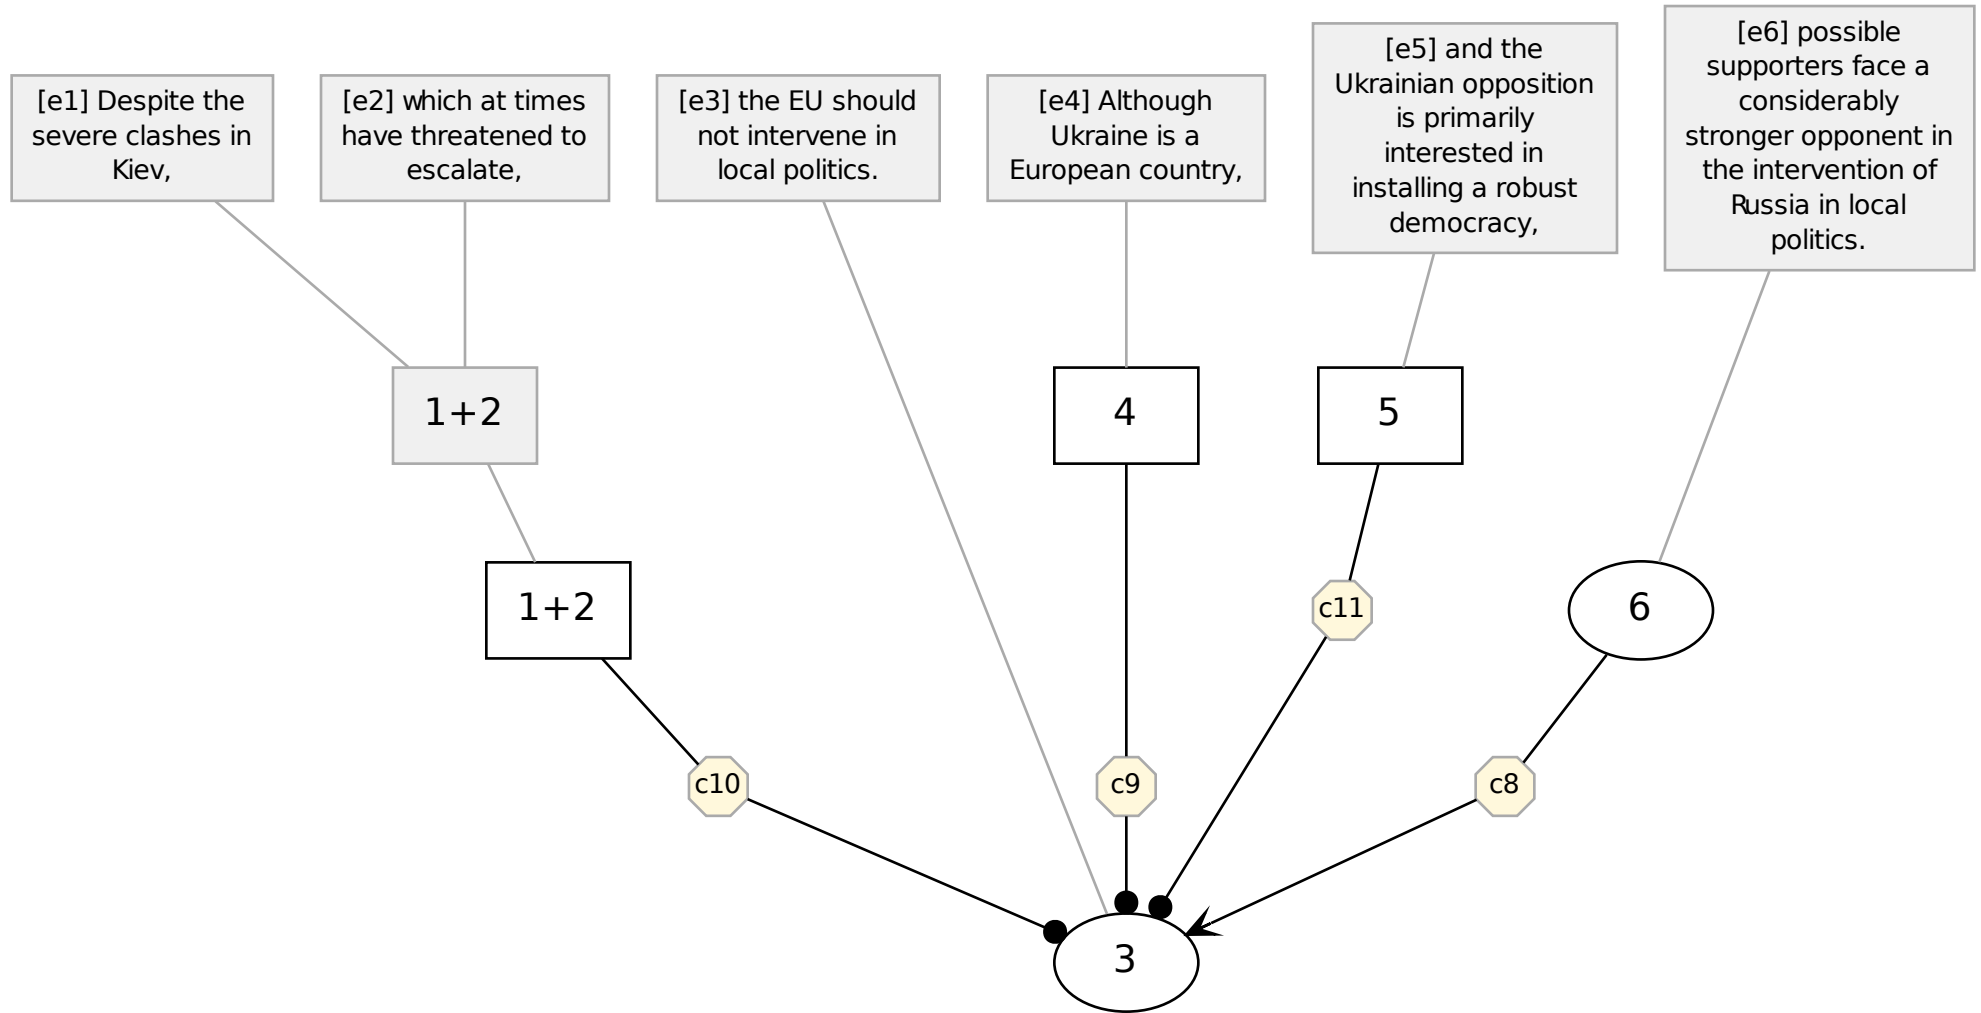 [e1] Despite the
severe clashes in
Kiev,
[e2] which at times
have threatened to
escalate,
[e3] the EU should
not intervene in
local politics.
[e4] Although
Ukraine is a
European country,
[e5] and the
Ukrainian opposition
is primarily
interested in
installing a robust
democracy,
[e6] possible
supporters face a
considerably
stronger opponent in
the intervention of
Russia in local
politics.
1+2
4
5
1+2
c11
6
c10
c9
c8
3